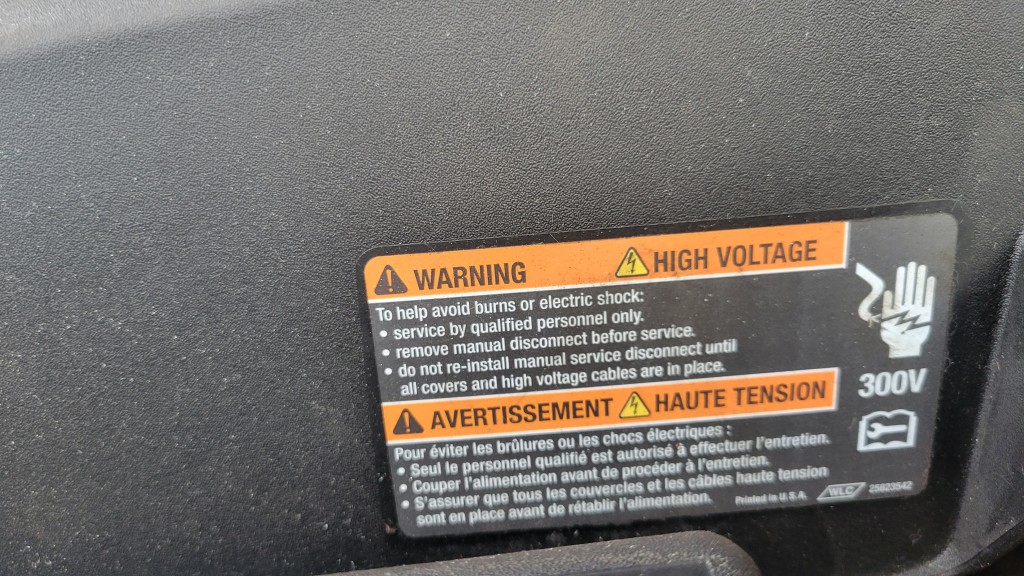 WARNING HIGH VOLTAGE
To help avoid burns or electric shock:
• service by qualified personnel only.
• remove manual disconnect before service.
• do not re-install manual service disconnect until
all covers and high voltage cables are in place.
300V
AVERTISSEMENT HAUTE TENSION
Pour éviter les brûlures ou les chocs électriques :
• Seul le personnel qualifié est autorisé à effectuer l'entretien.
• Couper l'alimentation avant de procéder à l'entretien.
• S'assurer que tous les couvercles et les câbles haute tension
sont en place avant de rétablir l'alimentation.
Printed in U.S.A. WLC 25823542